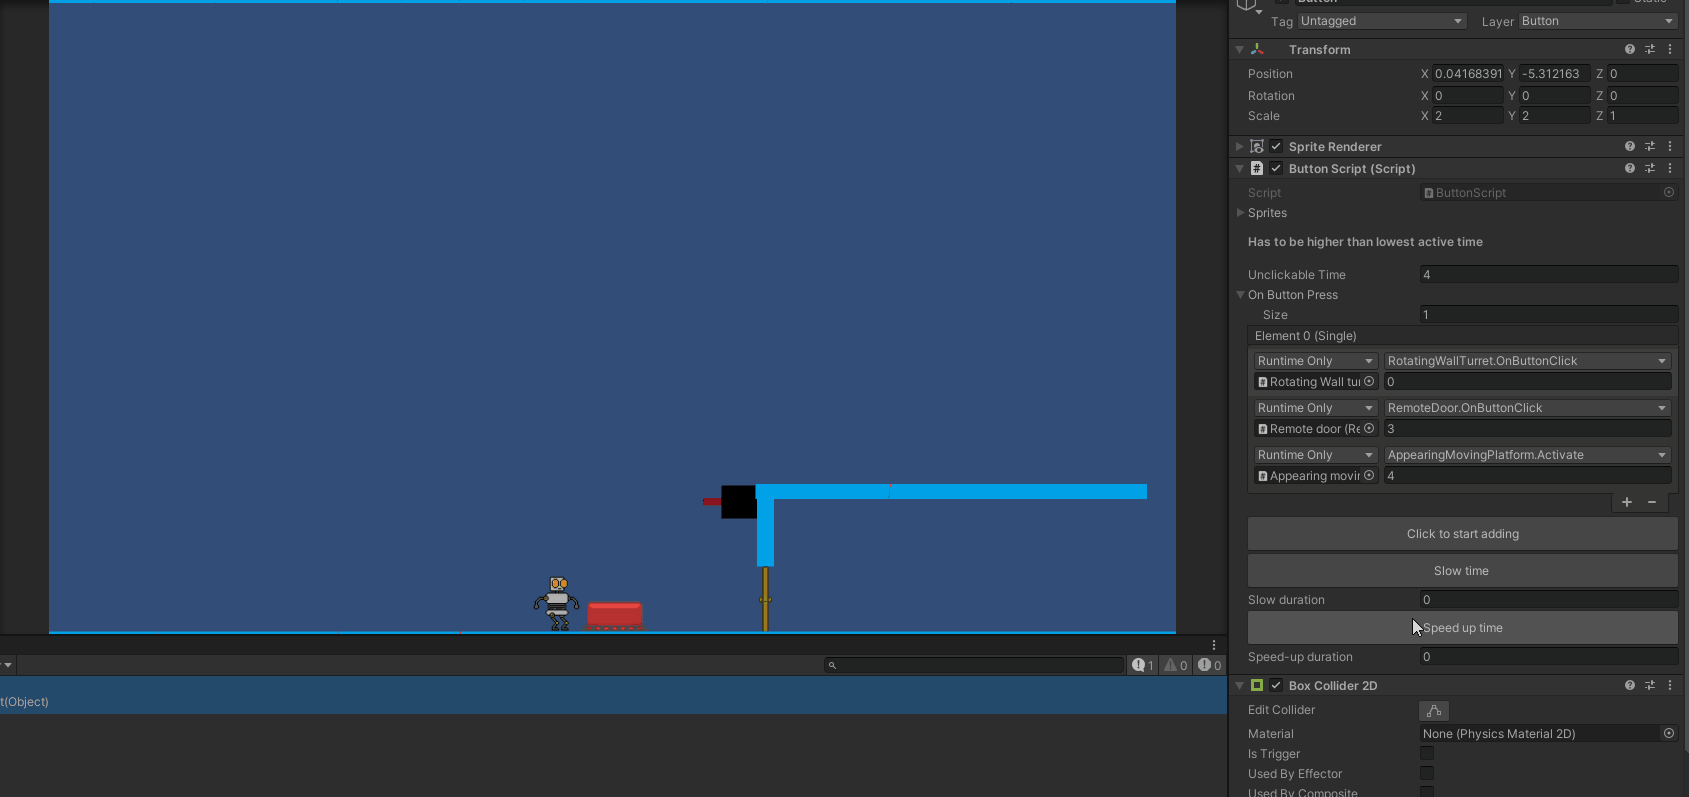 Button
Static
Tag Untagged Layer Button
Transform
Position X 0.04168391 Y -5.312163 Z 0
Rotation X 0 Y 0 Z 0
Scale X 2 Y 2 Z 1
Sprite Renderer
# Button Script (Script)
Script # ButtonScript
Sprites
Has to be higher than lowest active time
Unclickable Time 4
On Button Press
Size 1
Element 0 (Single)
Runtime Only RotatingWallTurret.OnButtonClick
# Rotating Wall tu 0
Runtime Only RemoteDoor.OnButtonClick
# Remote door (Re 3
Runtime Only AppearingMovingPlatform.Activate
# Appearing movi 4
+ −
Click to start adding
Slow time
Slow duration 0
Speed up time
Speed-up duration 0
Box Collider 2D
Edit Collider
Material None (Physics Material 2D)
Is Trigger
Used By Effector
Used By Composite
1 0 0
t(Object)